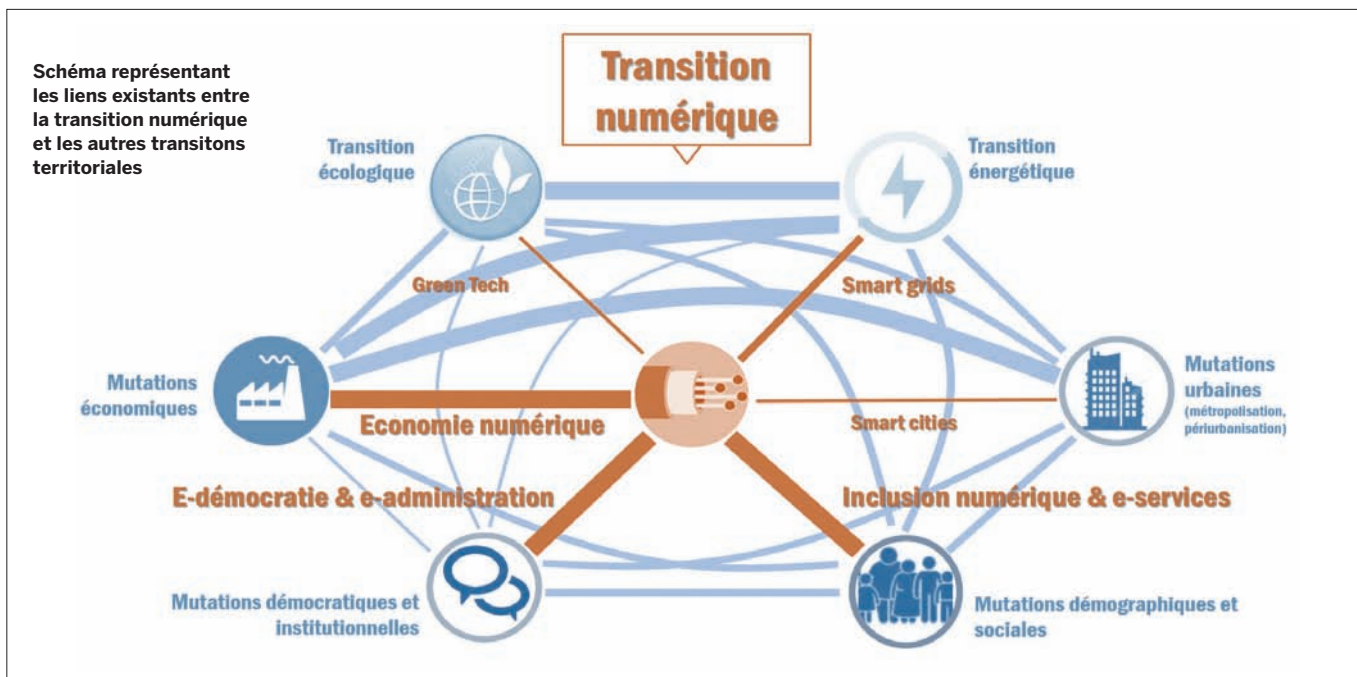 Schéma représentant
les liens existants entre
la transition numérique
et les autres transitons
territoriales
Transition
numérique
Transition
écologique
Transition
énergétique
Green Tech
Smart grids
Mutations
économiques
Economie numérique
Smart cities
Mutations
urbaines
(métropolisation,
périurbanisation)
E-démocratie & e-administration
Inclusion numérique & e-services
Mutations démocratiques et
institutionnelles
Mutations démographiques et
sociales